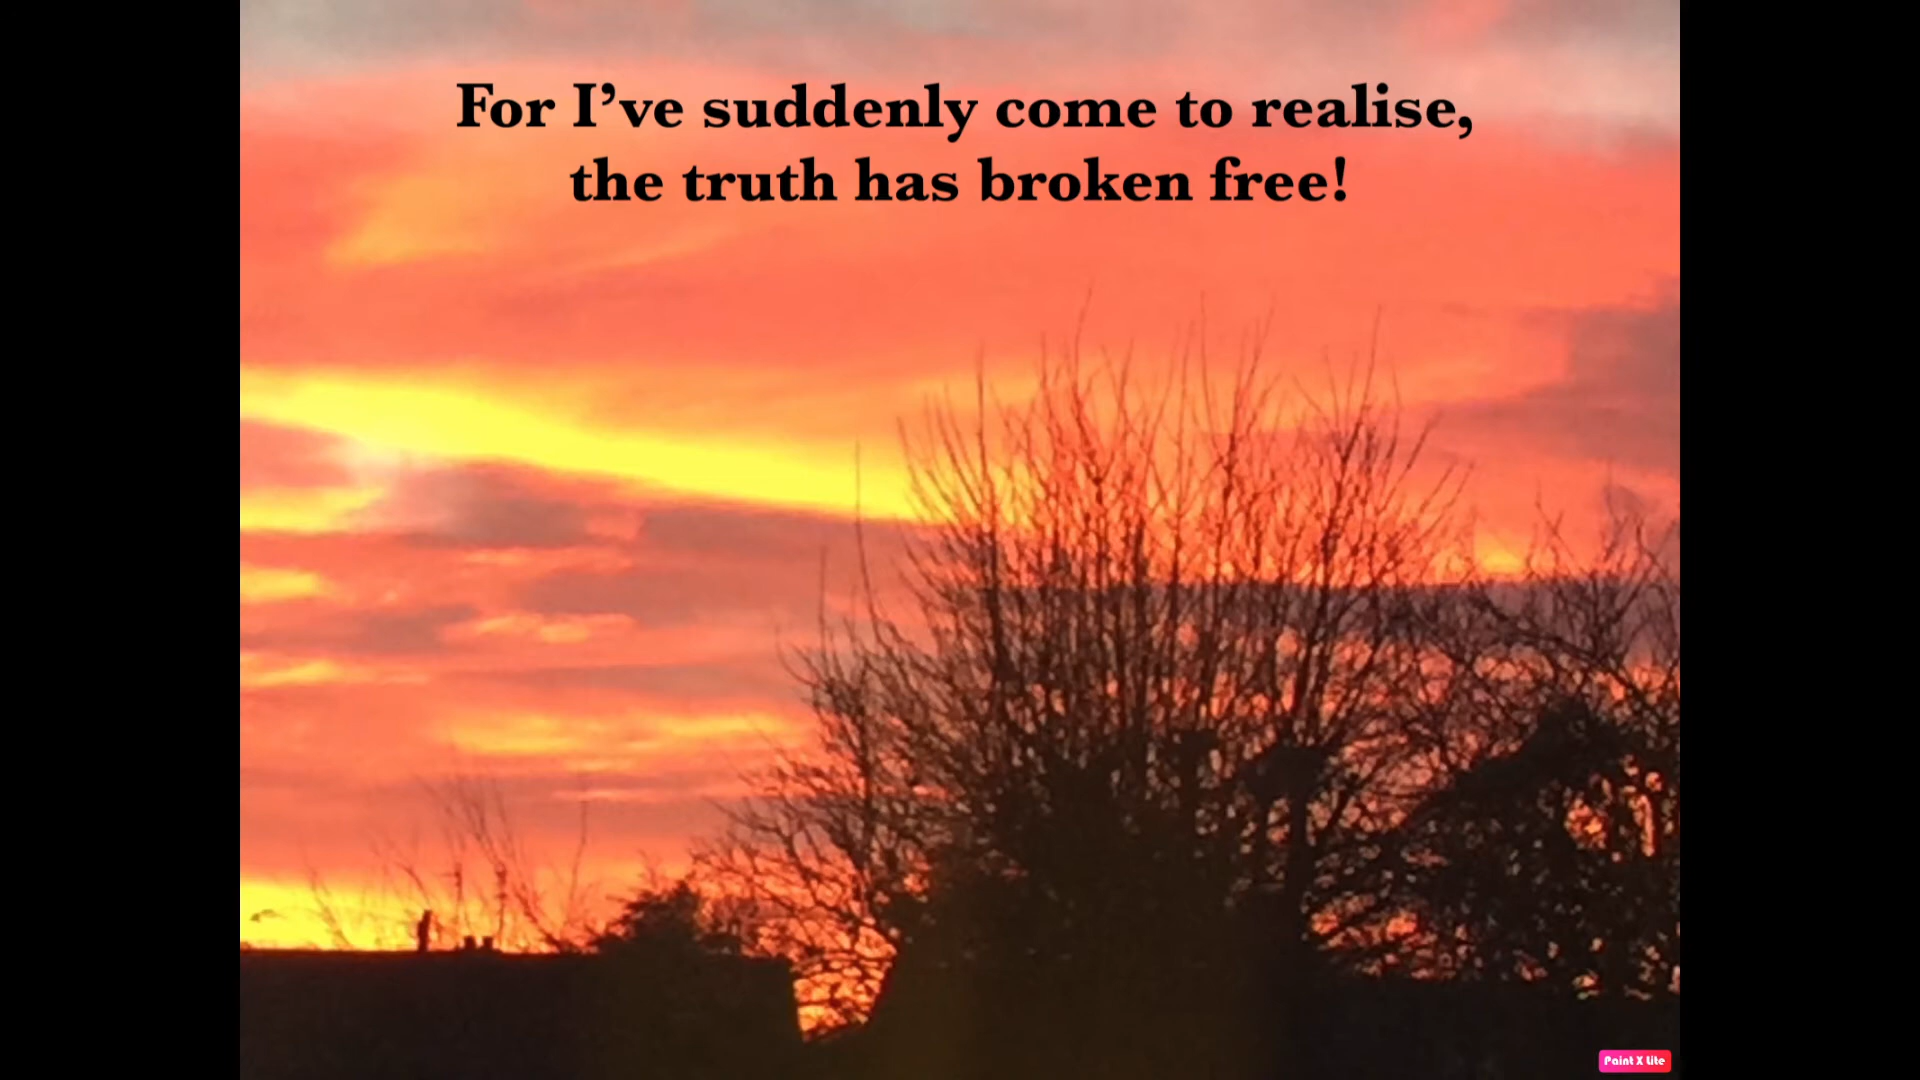 For I’ve suddenly come to realise,
the truth has broken free!
Paint X Lite